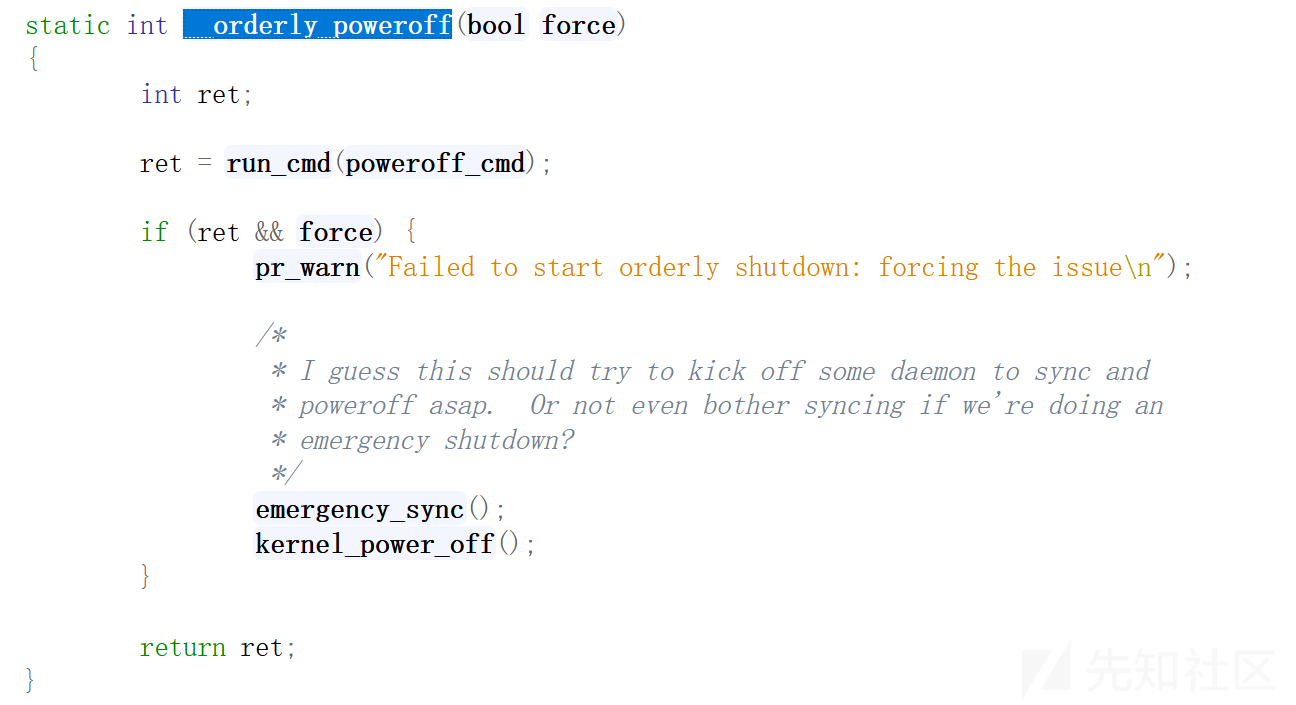 static int __orderly_poweroff(bool force)
{
        int ret;

        ret = run_cmd(poweroff_cmd);

        if (ret && force) {
                pr_warn("Failed to start orderly shutdown: forcing the issue\n");

                /*
                 * I guess this should try to kick off some daemon to sync and
                 * poweroff asap.  Or not even bother syncing if we're doing an
                 * emergency shutdown?
                 */
                emergency_sync();
                kernel_power_off();
        }

        return ret;
}
先知社区